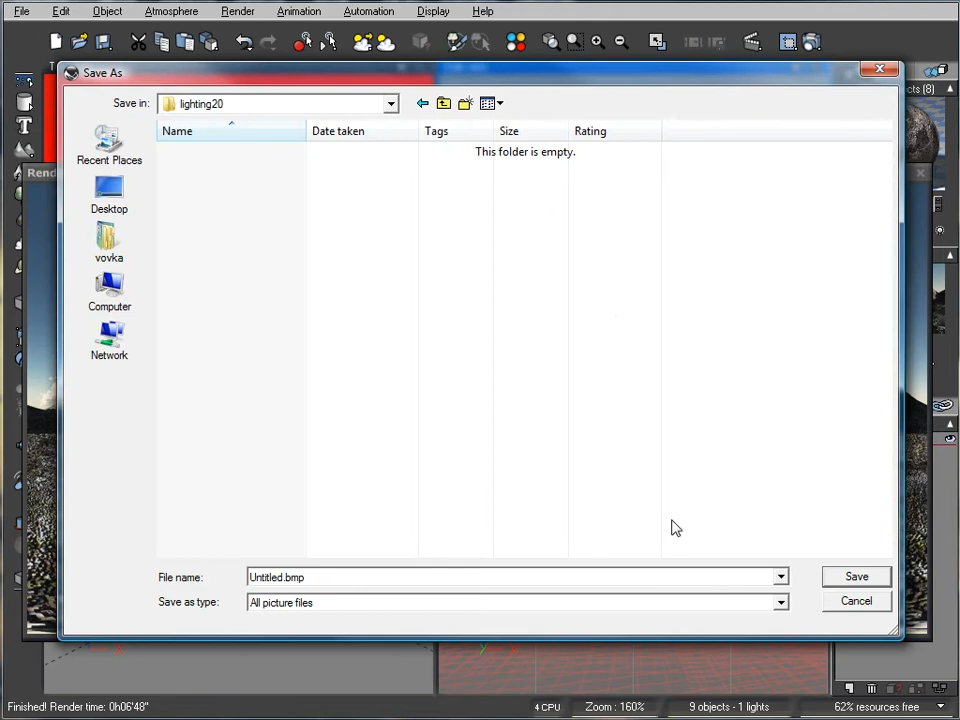 File Edit Object Atmosphere Render Animation Automation Display Help
Save As
Save in: lighting20
cts (8)
Name Date taken Tags Size Rating
This folder is empty.
Recent Places
Rend
Desktop
vovka
Computer
Network
File name: Untitled.bmp Save
Save as type: All picture files Cancel
X
Finished! Render time: 0h06'48" 4 CPU Zoom : 160% 9 objects - 1 lights 62% resources free